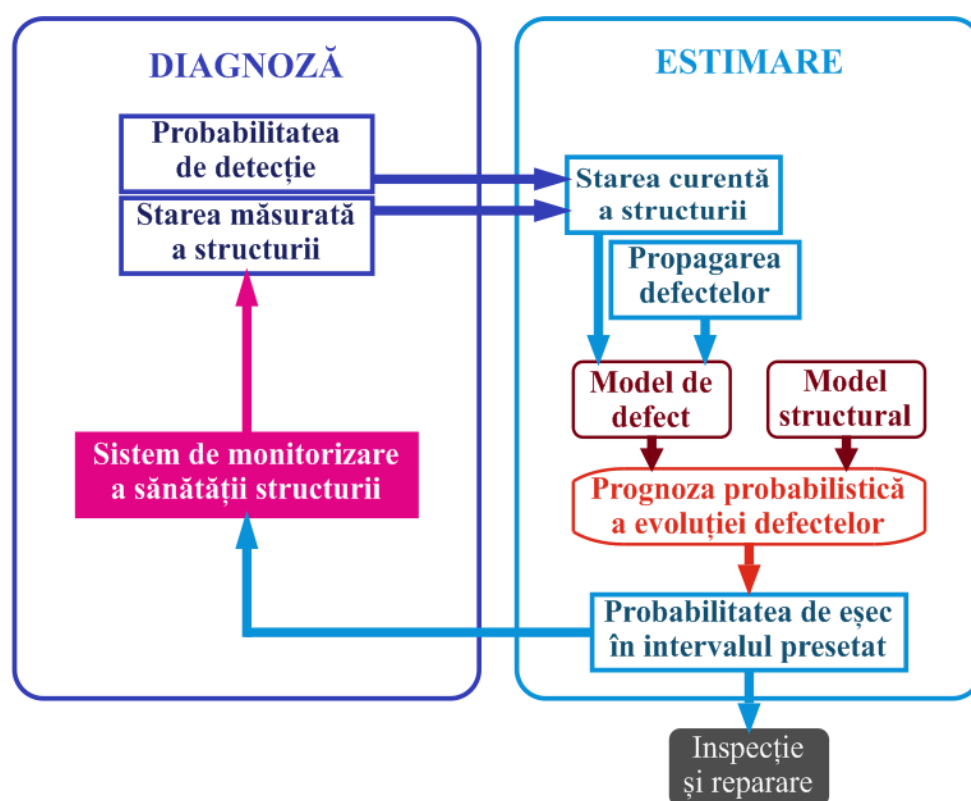 DIAGNOZĂ
Probabilitatea
de detecție
Starea măsurată
a structurii
Sistem de monitorizare
a sănătății structurii
ESTIMARE
Starea curentă
a structurii
Propagarea
defectelor
Model de
defect
Model
structural
Prognoza probabilistică
a evoluției defectelor
Probabilitatea de eșec
în intervalul presetat
Inspecție
și reparare